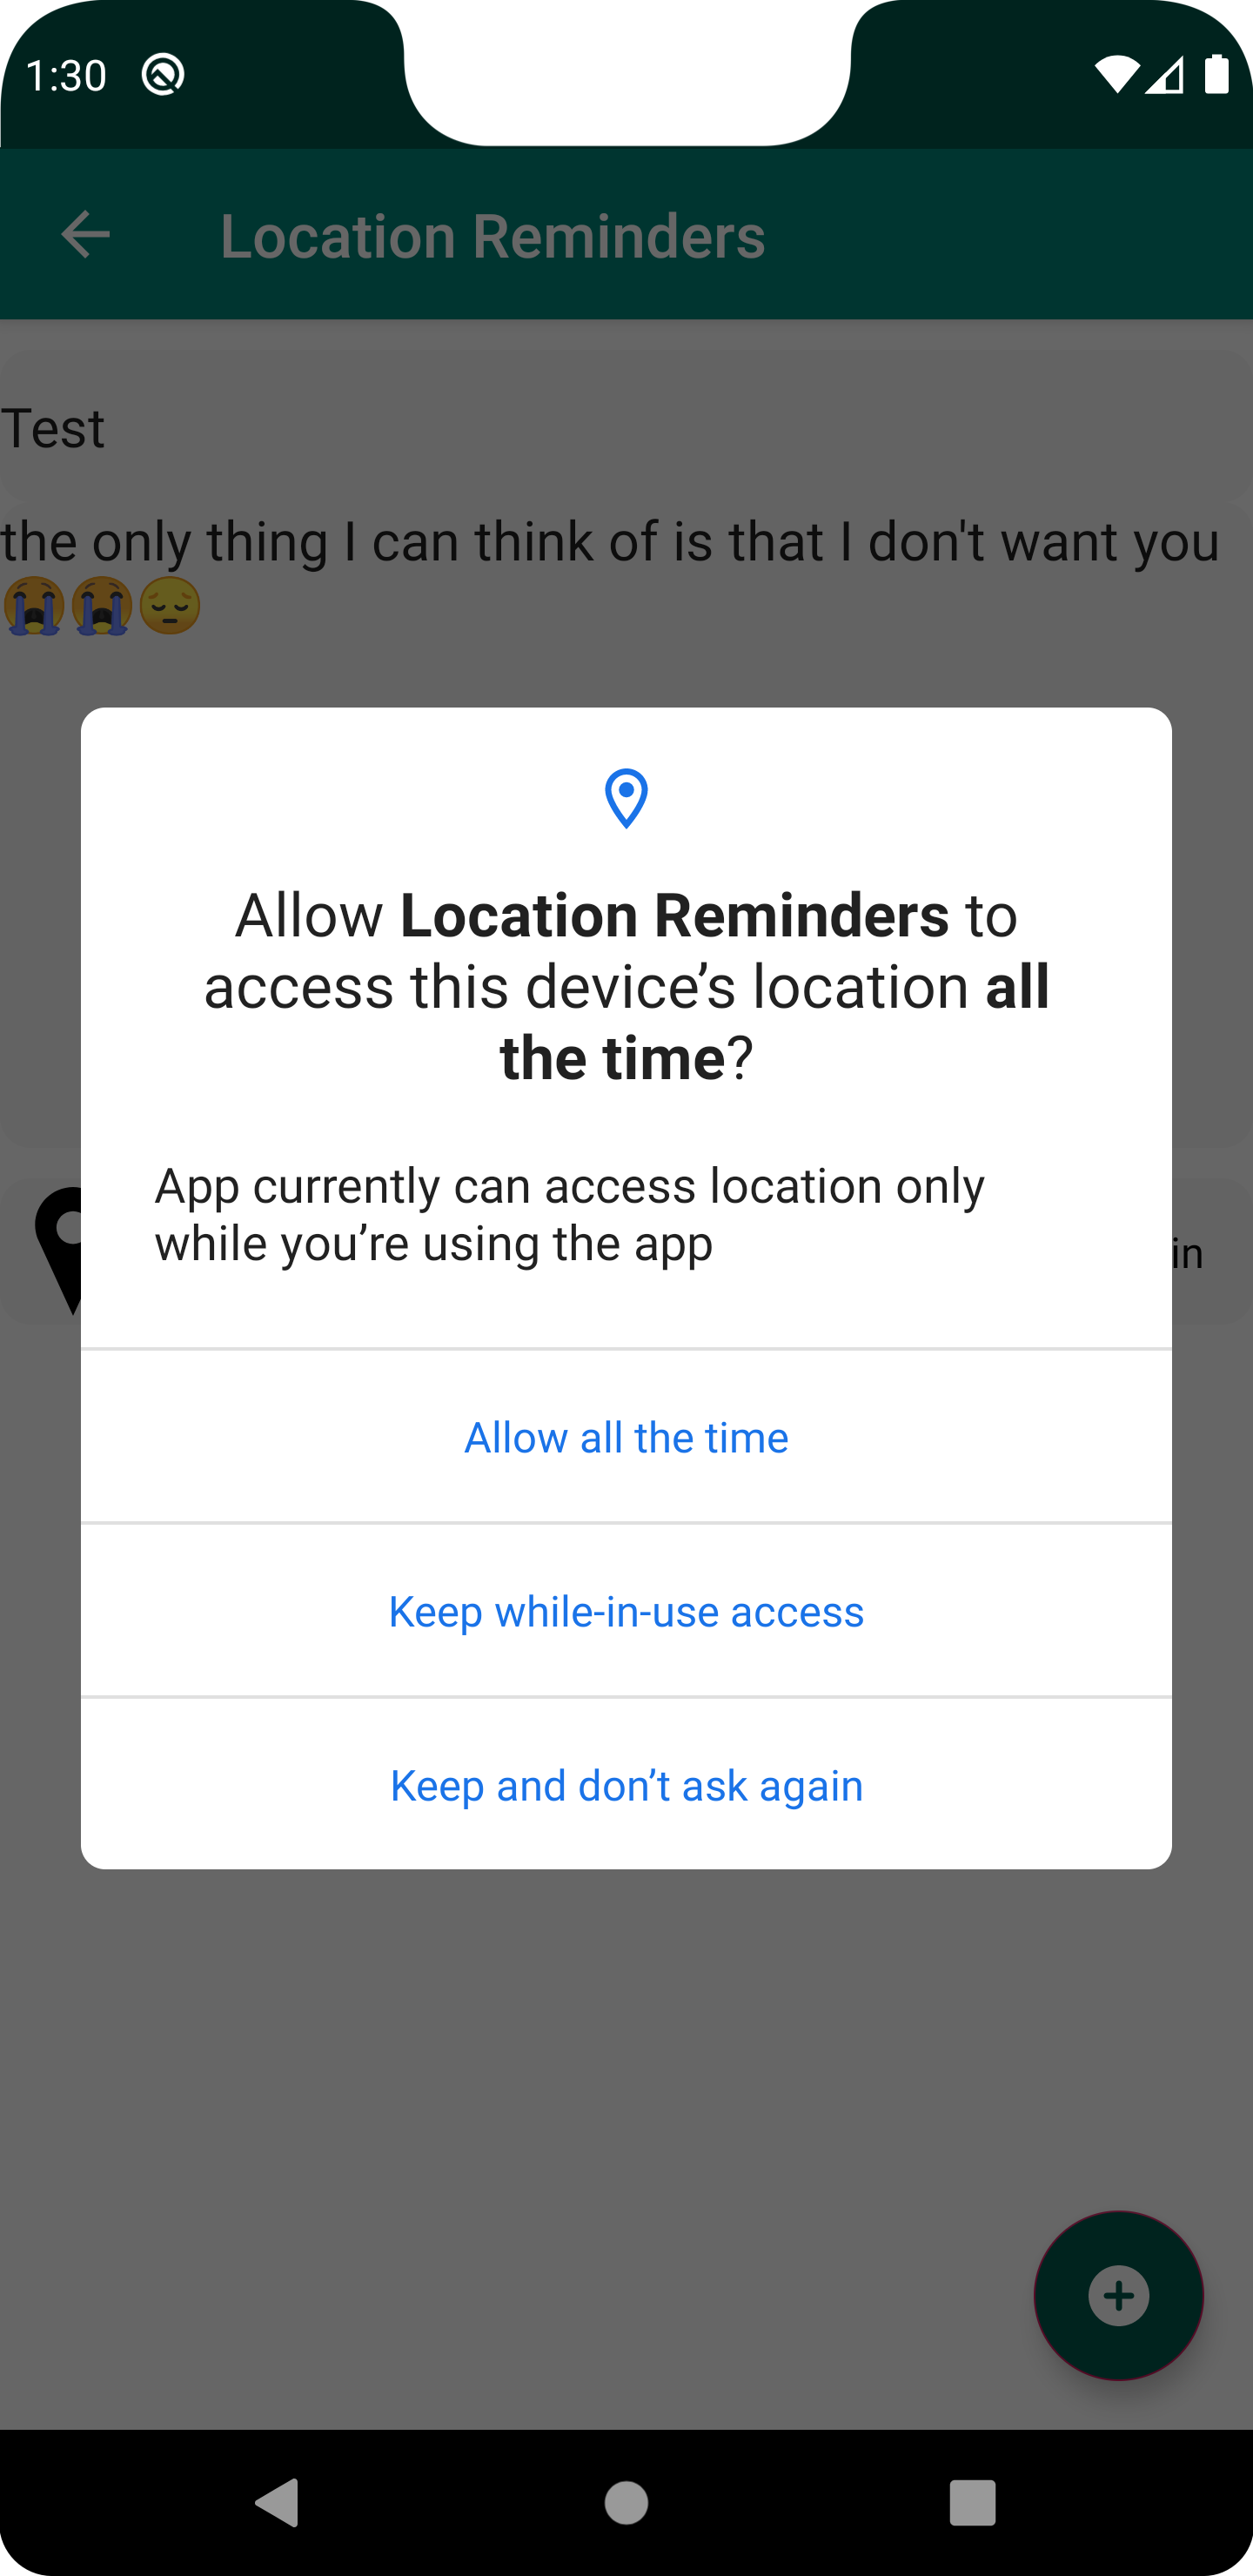 1:30
Location Reminders
Test
the only thing I can think of is that I don't want you
😭😭😔
Allow Location Reminders to
access this device’s location all
the time?
App currently can access location only
while you’re using the app
in
Allow all the time
Keep while-in-use access
Keep and don’t ask again